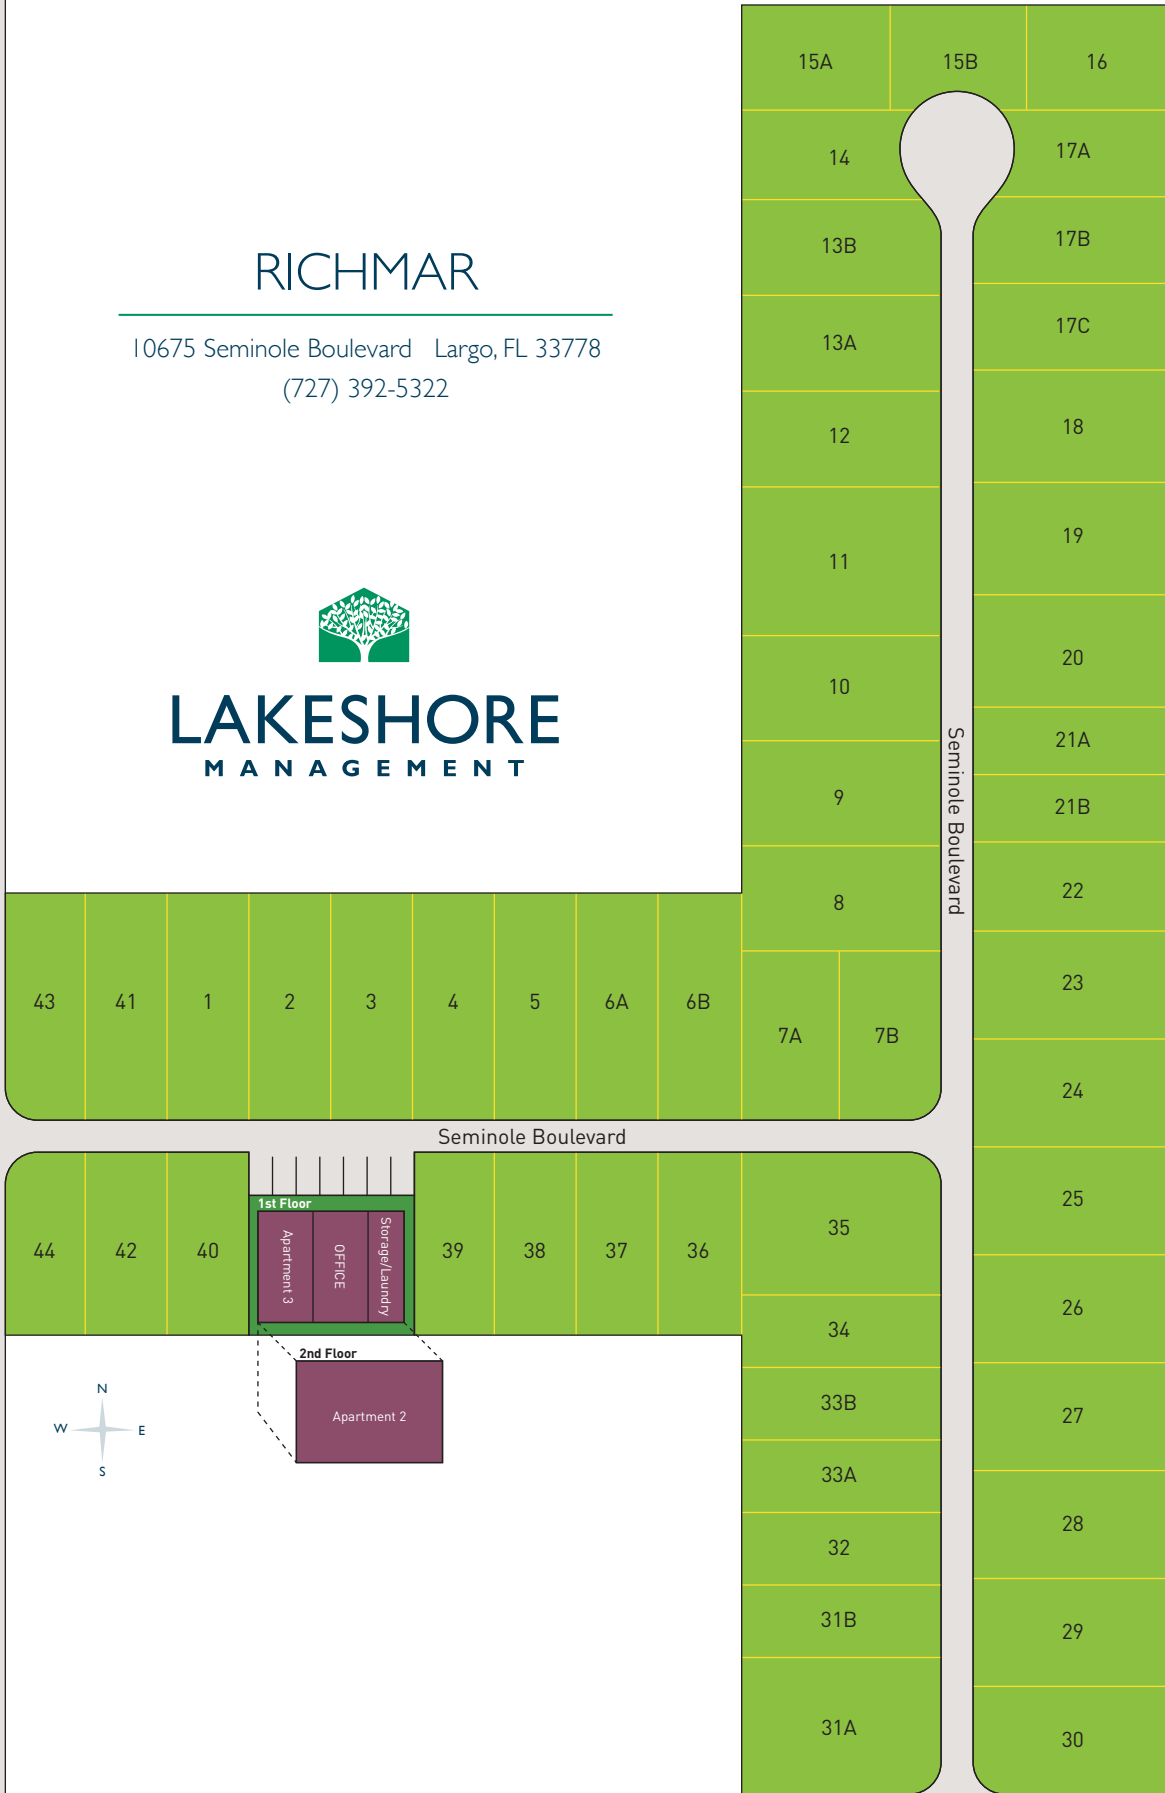 15A
15B
16
14
17A
13B
17B
RICHMAR
17C
10675 Seminole Boulevard Largo, FL 33778
13A
(727) 392-5322
12
18
11
19
10
20
LAKESHORE
MANAGEMENT
21A
9
21B
Seminole Boulevard
8
22
23
43
41
1
2
3
4
5
6A
6B
7A
7B
24
Seminole Boulevard
25
1st Floor
44
42
40
Apartment 3
OFFICE
Storage/Laundry
39
38
37
36
35
26
34
2nd Floor
N
W
E
S
Apartment 2
33B
27
33A
28
32
31B
29
31A
30